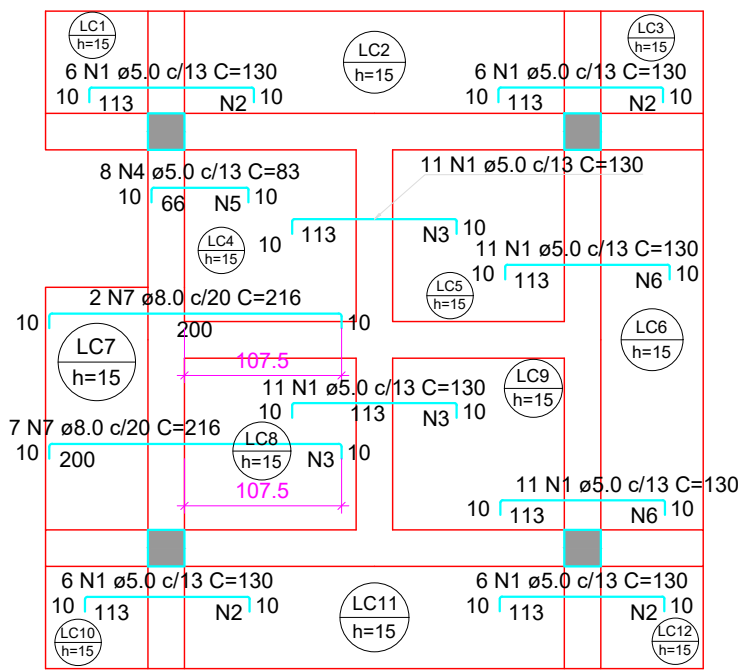 LC1
h=15
LC2
h=15
LC3
h=15
6 N1 ø5.0 c/13 C=130
10 113 N2 10
6 N1 ø5.0 c/13 C=130
10 113 N2 10
8 N4 ø5.0 c/13 C=83
10 66 N5 10
11 N1 ø5.0 c/13 C=130
10 113 N3 10
LC4
h=15
11 N1 ø5.0 c/13 C=130
10 113 N6 10
LC5
h=15
2 N7 ø8.0 c/20 C=216
10 200 10
LC6
h=15
LC7
h=15
107.5
LC9
h=15
11 N1 ø5.0 c/13 C=130
10 113 N3 10
7 N7 ø8.0 c/20 C=216
10 200 N3 10
LC8
h=15
107.5
11 N1 ø5.0 c/13 C=130
10 113 N6 10
6 N1 ø5.0 c/13 C=130
10 113 N2 10
6 N1 ø5.0 c/13 C=130
10 113 N2 10
LC10
h=15
LC11
h=15
LC12
h=15